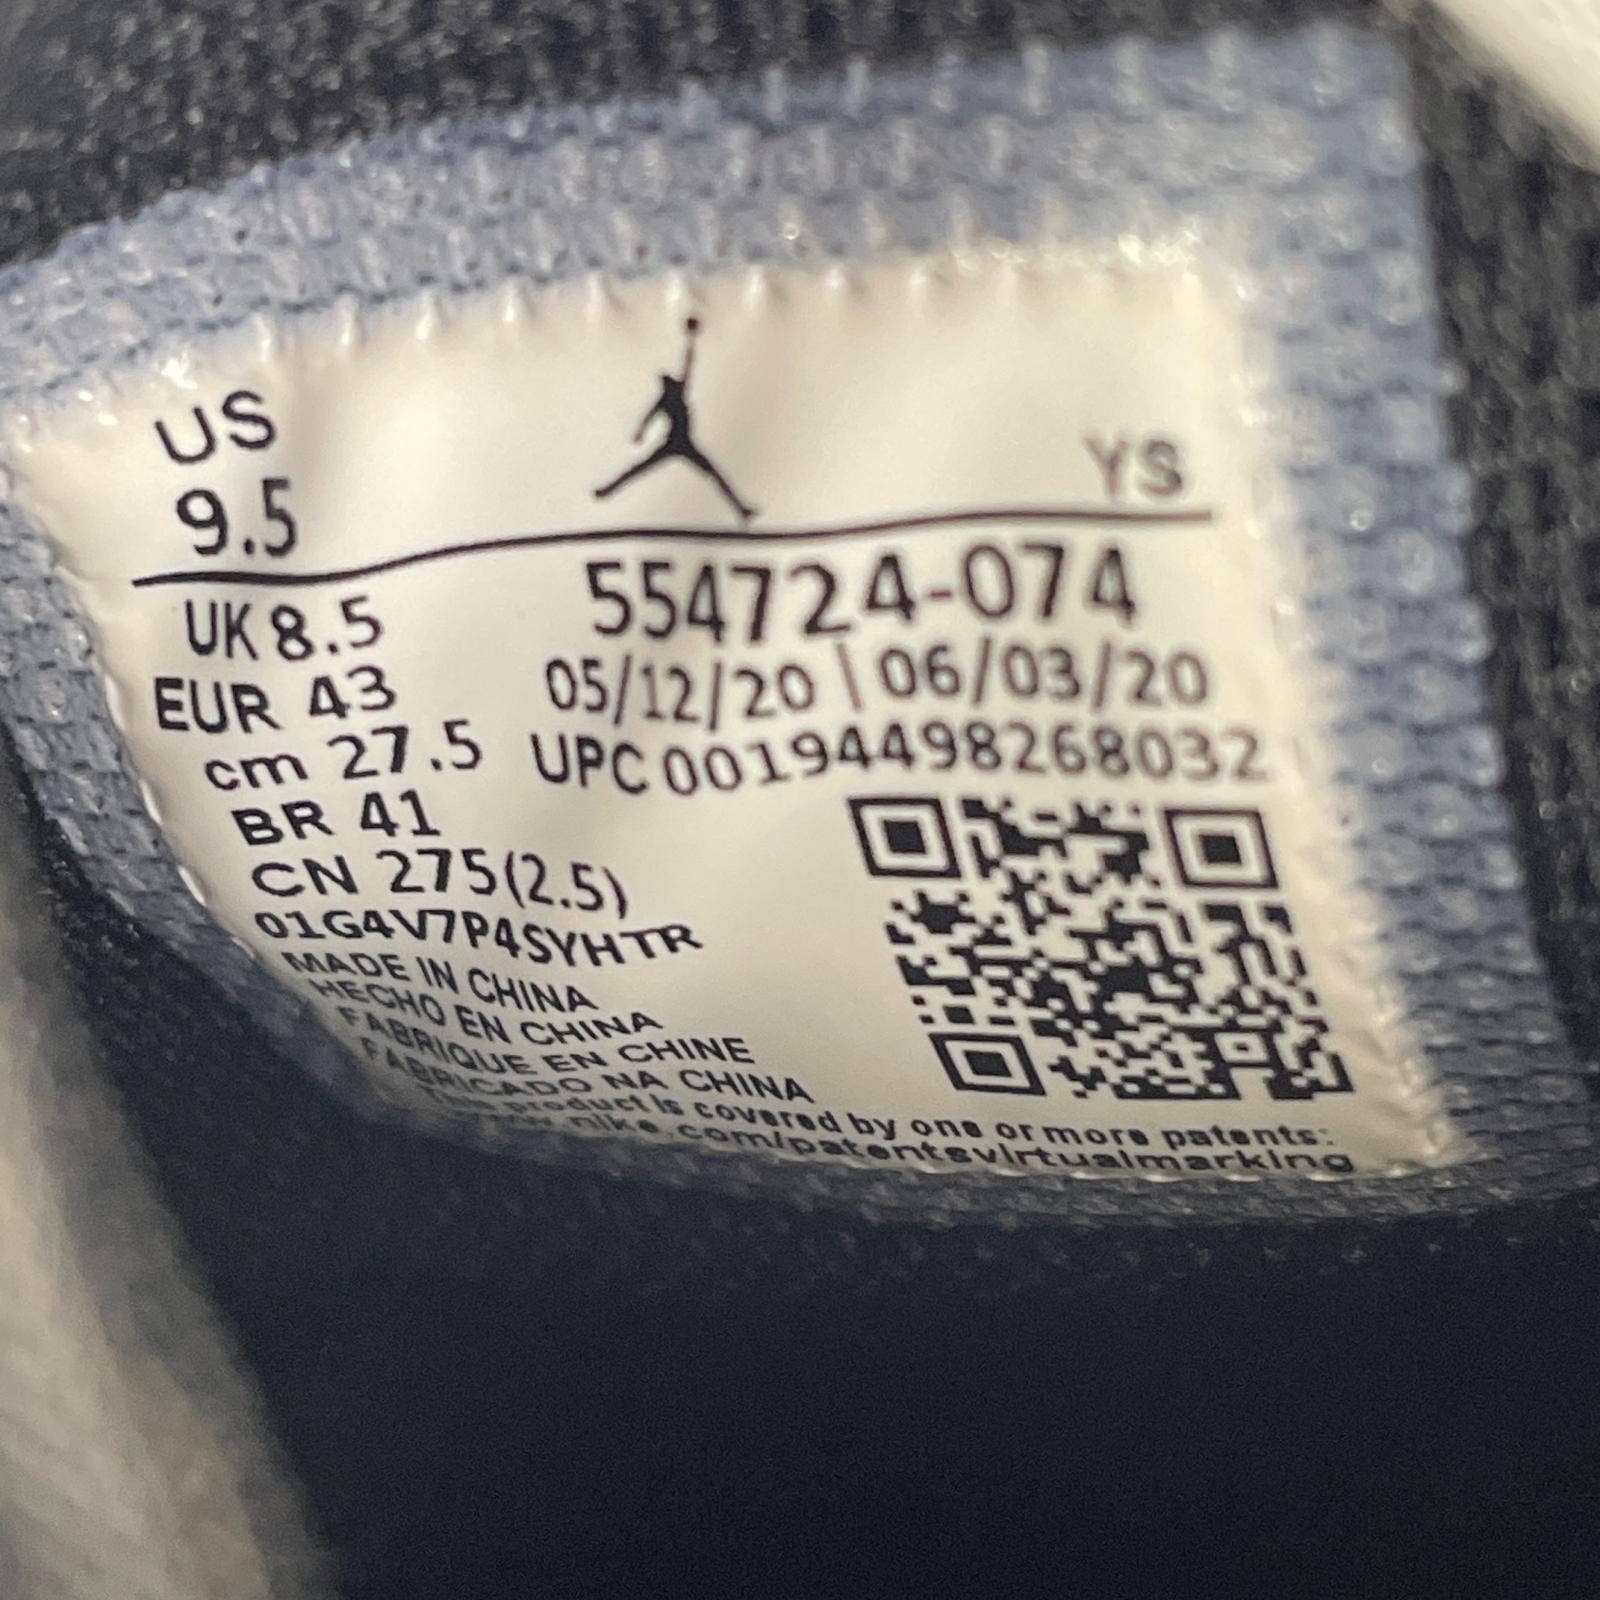 US
9.5
YS
UK 8.5
EUR 43
cm 27.5
BR 41
CN 275(2.5)
554724-074
05/12/20 | 06/03/20
UPC 00194498268032
01G4V7P4SYHTR
MADE IN CHINA
HECHO EN CHINA
FABRIQUE EN CHINE
FABRICADO NA CHINA
This product is covered by one or more patents:
www.nike.com/patentsvirtualmarking